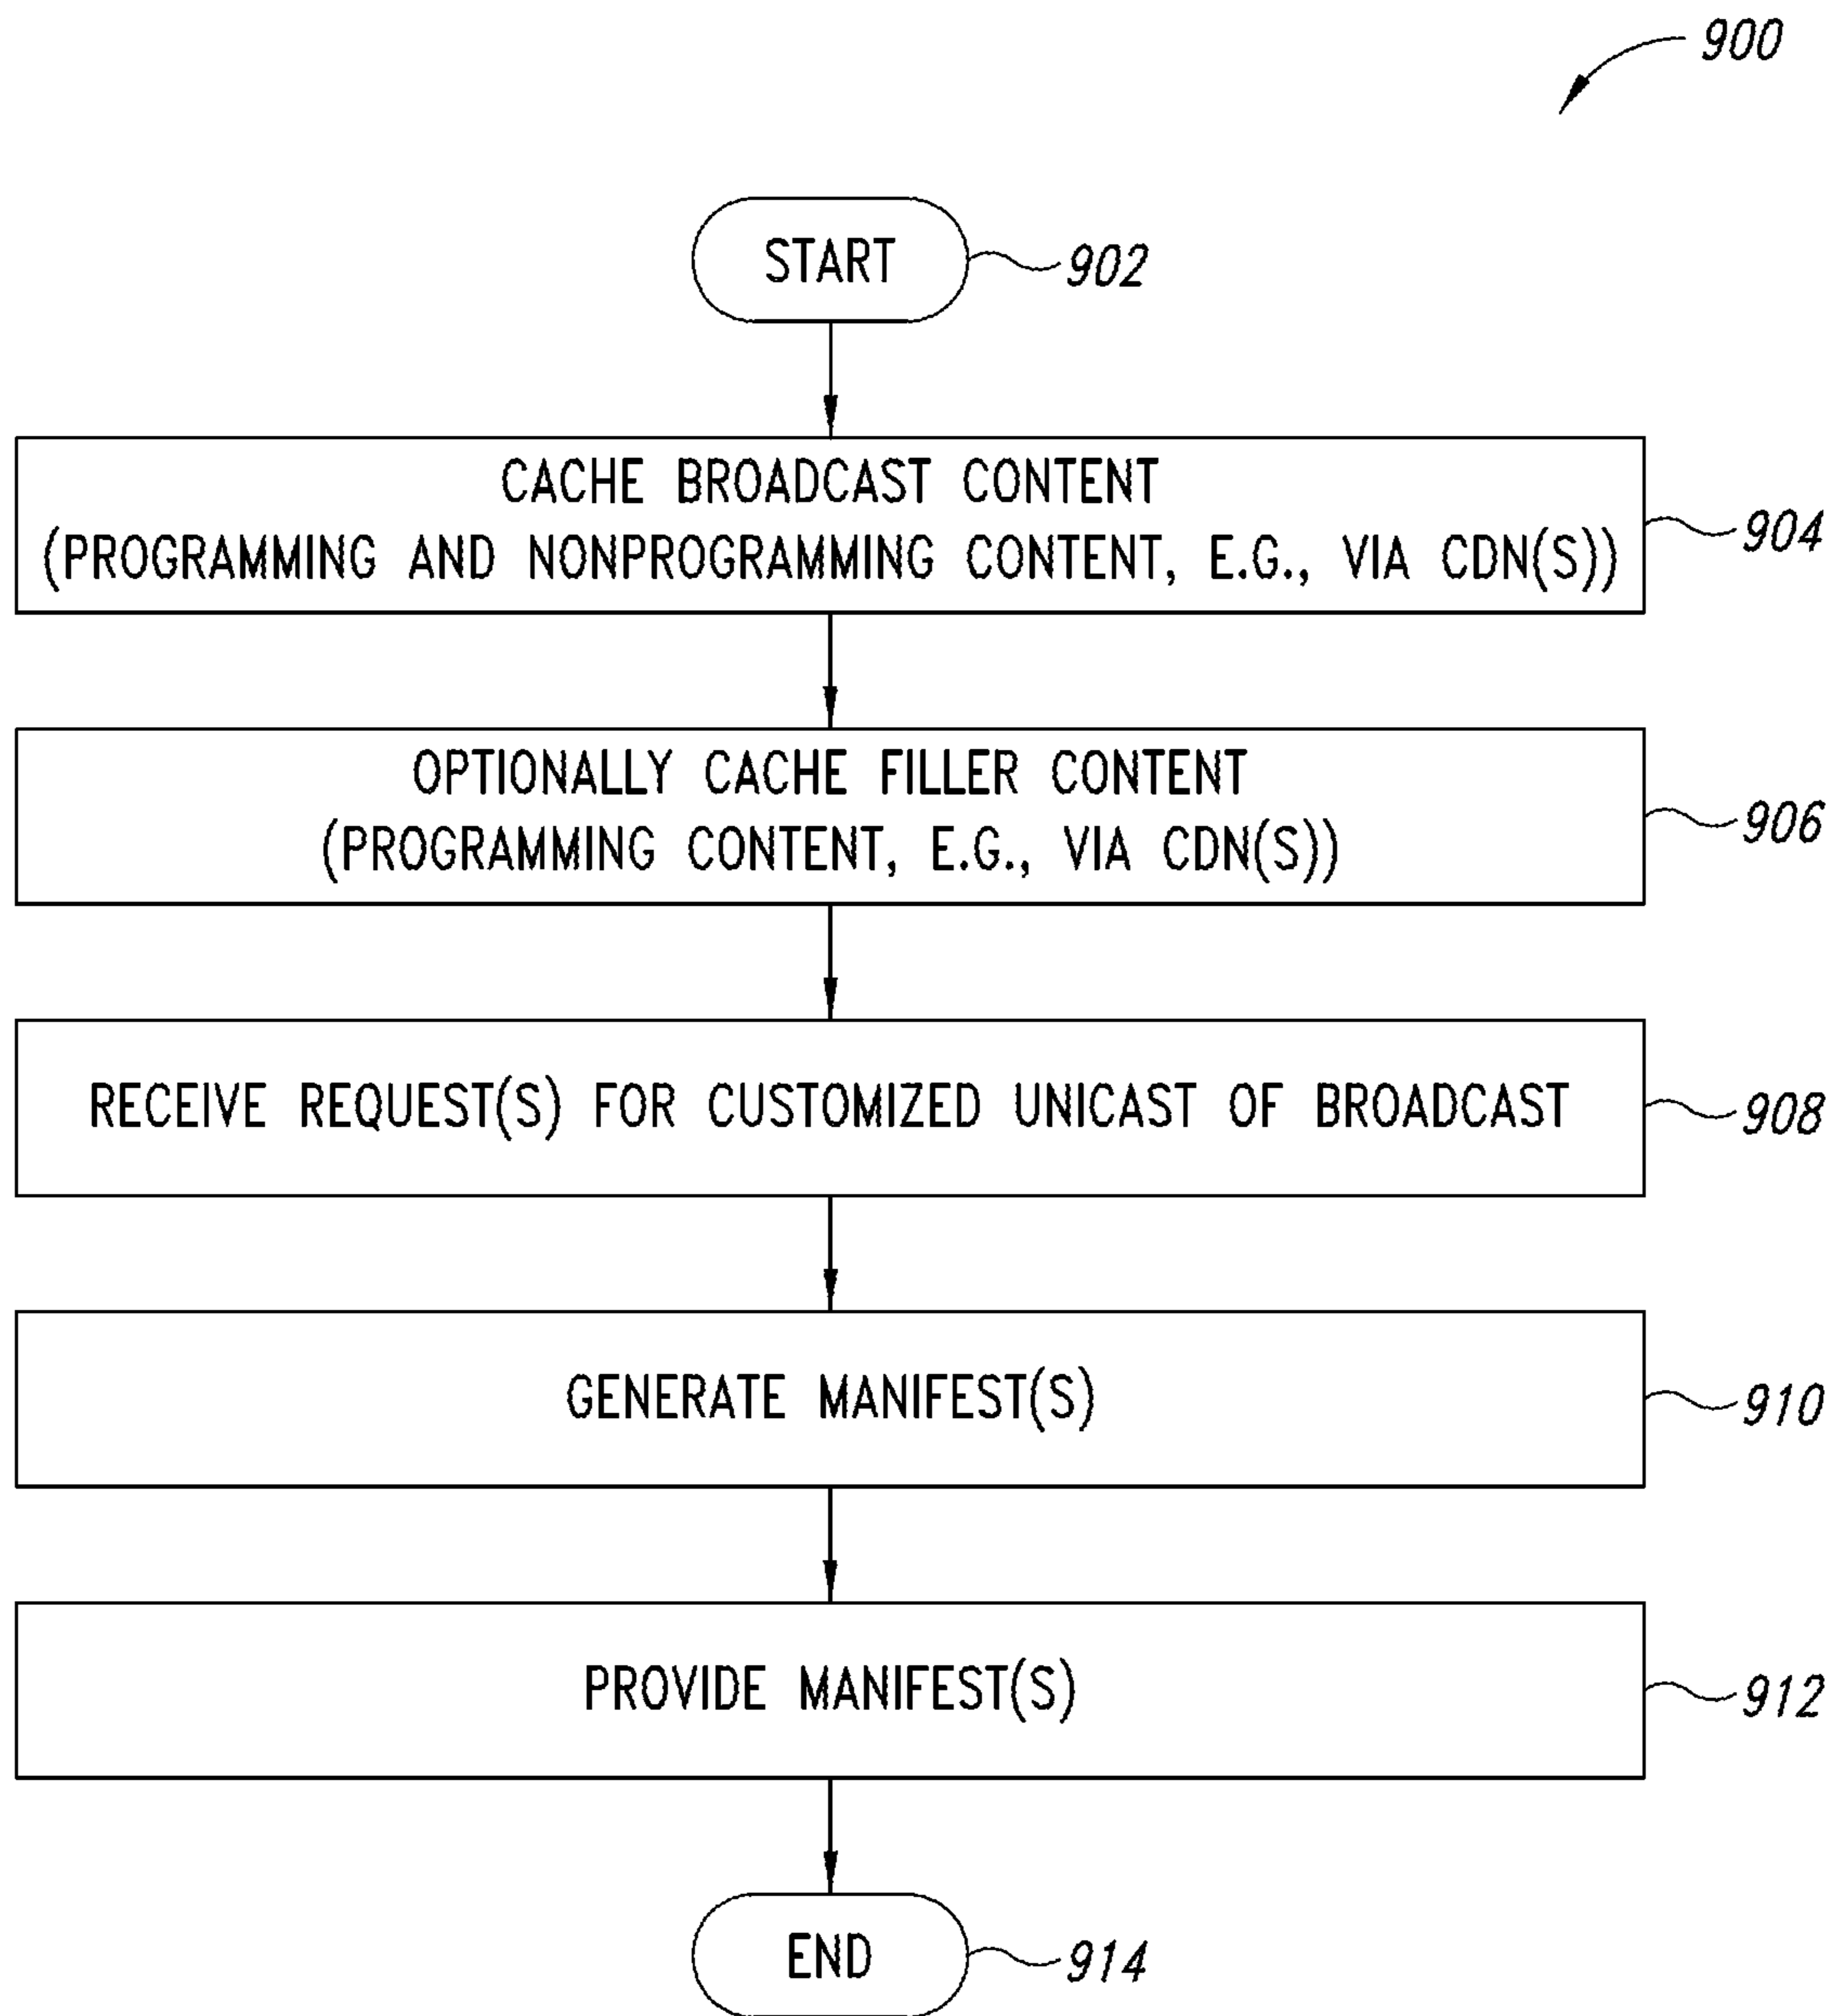 900
START
902
CACHE BROADCAST CONTENT
(PROGRAMMING AND NONPROGRAMMING CONTENT, E.G., VIA CDN(S))
904
OPTIONALLY CACHE FILLER CONTENT
(PROGRAMMING CONTENT, E.G., VIA CDN(S))
906
RECEIVE REQUEST(S) FOR CUSTOMIZED UNICAST OF BROADCAST
908
GENERATE MANIFEST(S)
910
PROVIDE MANIFEST(S)
912
END
914